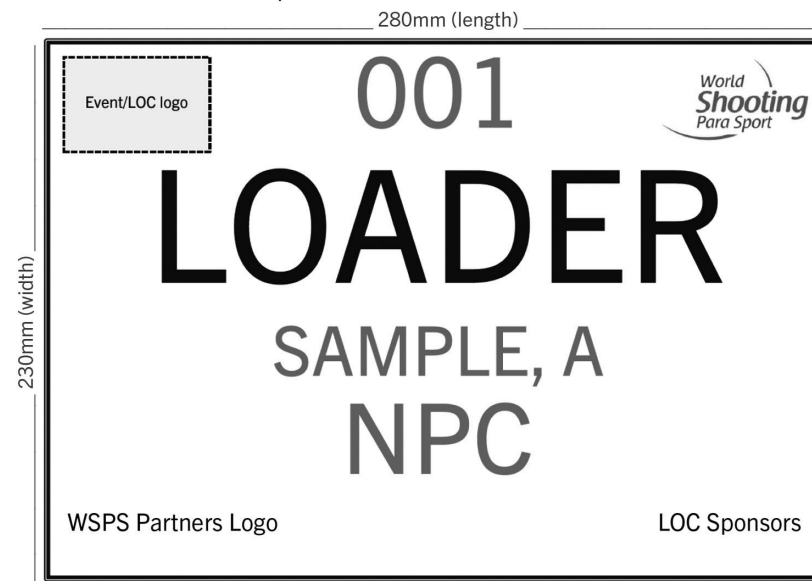 280mm (length)
Event/LOC logo
001
World
Shooting
Para Sport
LOADER
230mm (width)
SAMPLE, A
NPC
WSPS Partners Logo
LOC Sponsors